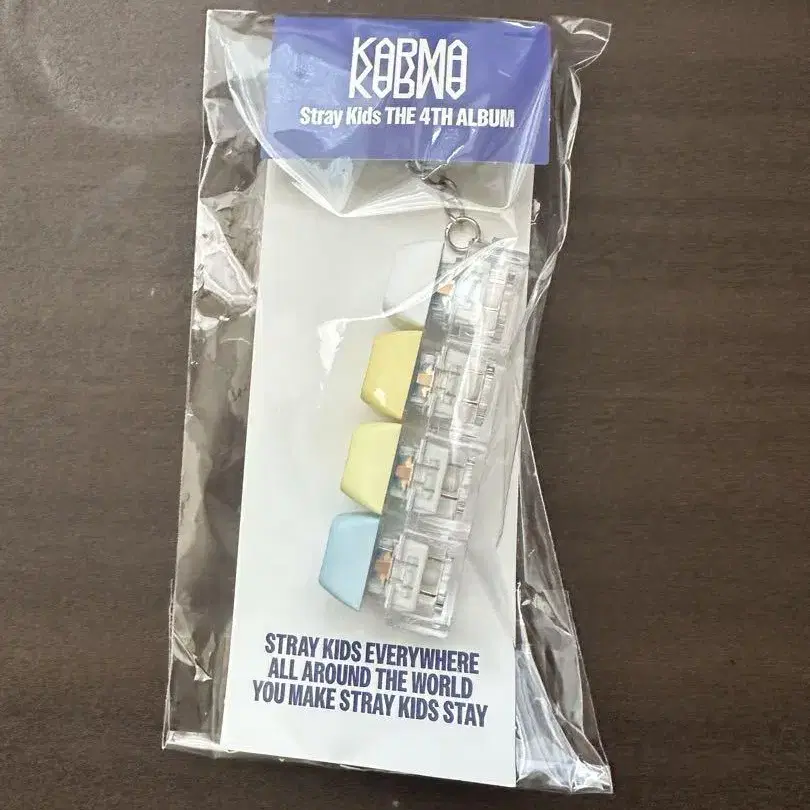 KARMA
Stray Kids THE 4TH ALBUM
STRAY KIDS EVERYWHERE
ALL AROUND THE WORLD
YOU MAKE STRAY KIDS STAY